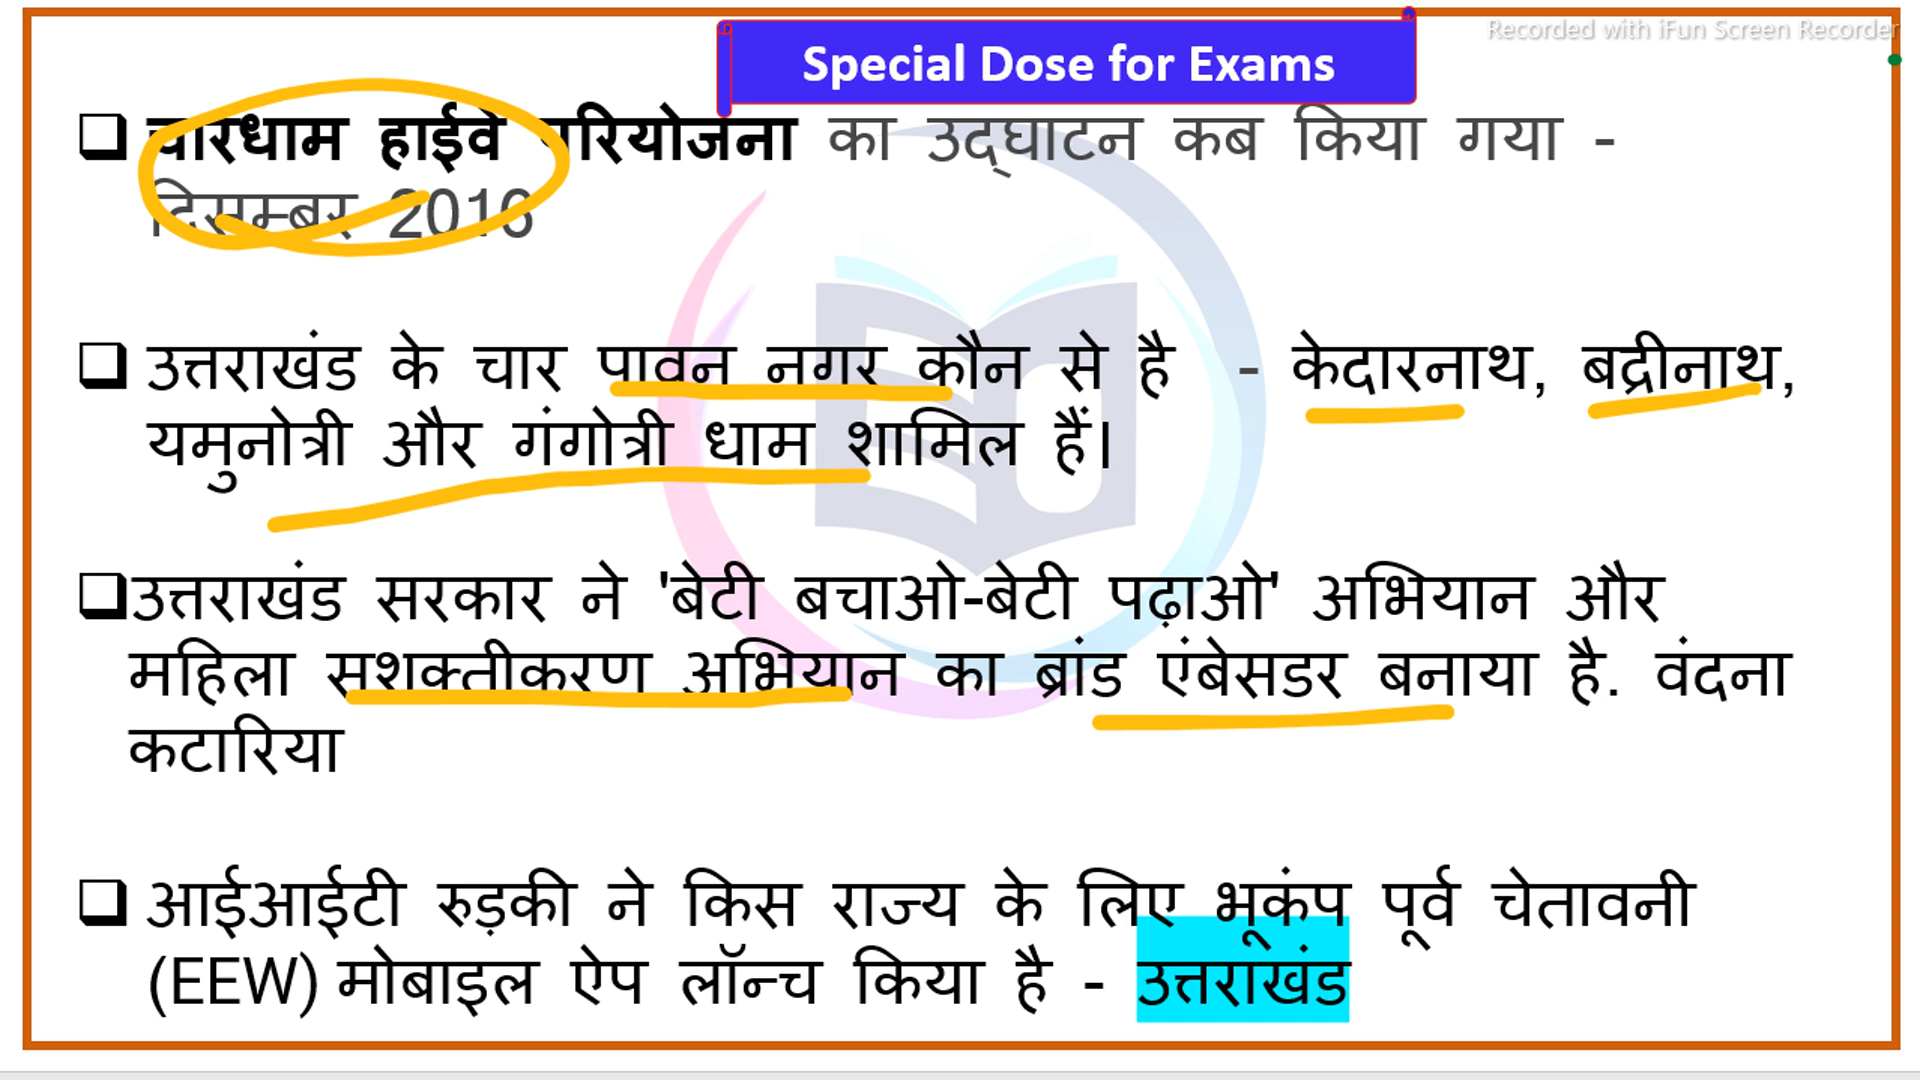 Recorded with iFun Screen Recorder
Special Dose for Exams
चारधाम हाईवे परियोजना का उद्घाटन कब किया गया -
दिसम्बर 2016
उत्तराखंड के चार पावन नगर कौन से है - केदारनाथ, बद्रीनाथ,
यमुनोत्री और गंगोत्री धाम शामिल हैं।
उत्तराखंड सरकार ने 'बेटी बचाओ-बेटी पढ़ाओ' अभियान और
महिला सशक्तीकरण अभियान का ब्रांड एंबेसडर बनाया है. वंदना
कटारिया
आईआईटी रुड़की ने किस राज्य के लिए भूकंप पूर्व चेतावनी
(EEW) मोबाइल ऐप लॉन्च किया है - उत्तराखंड